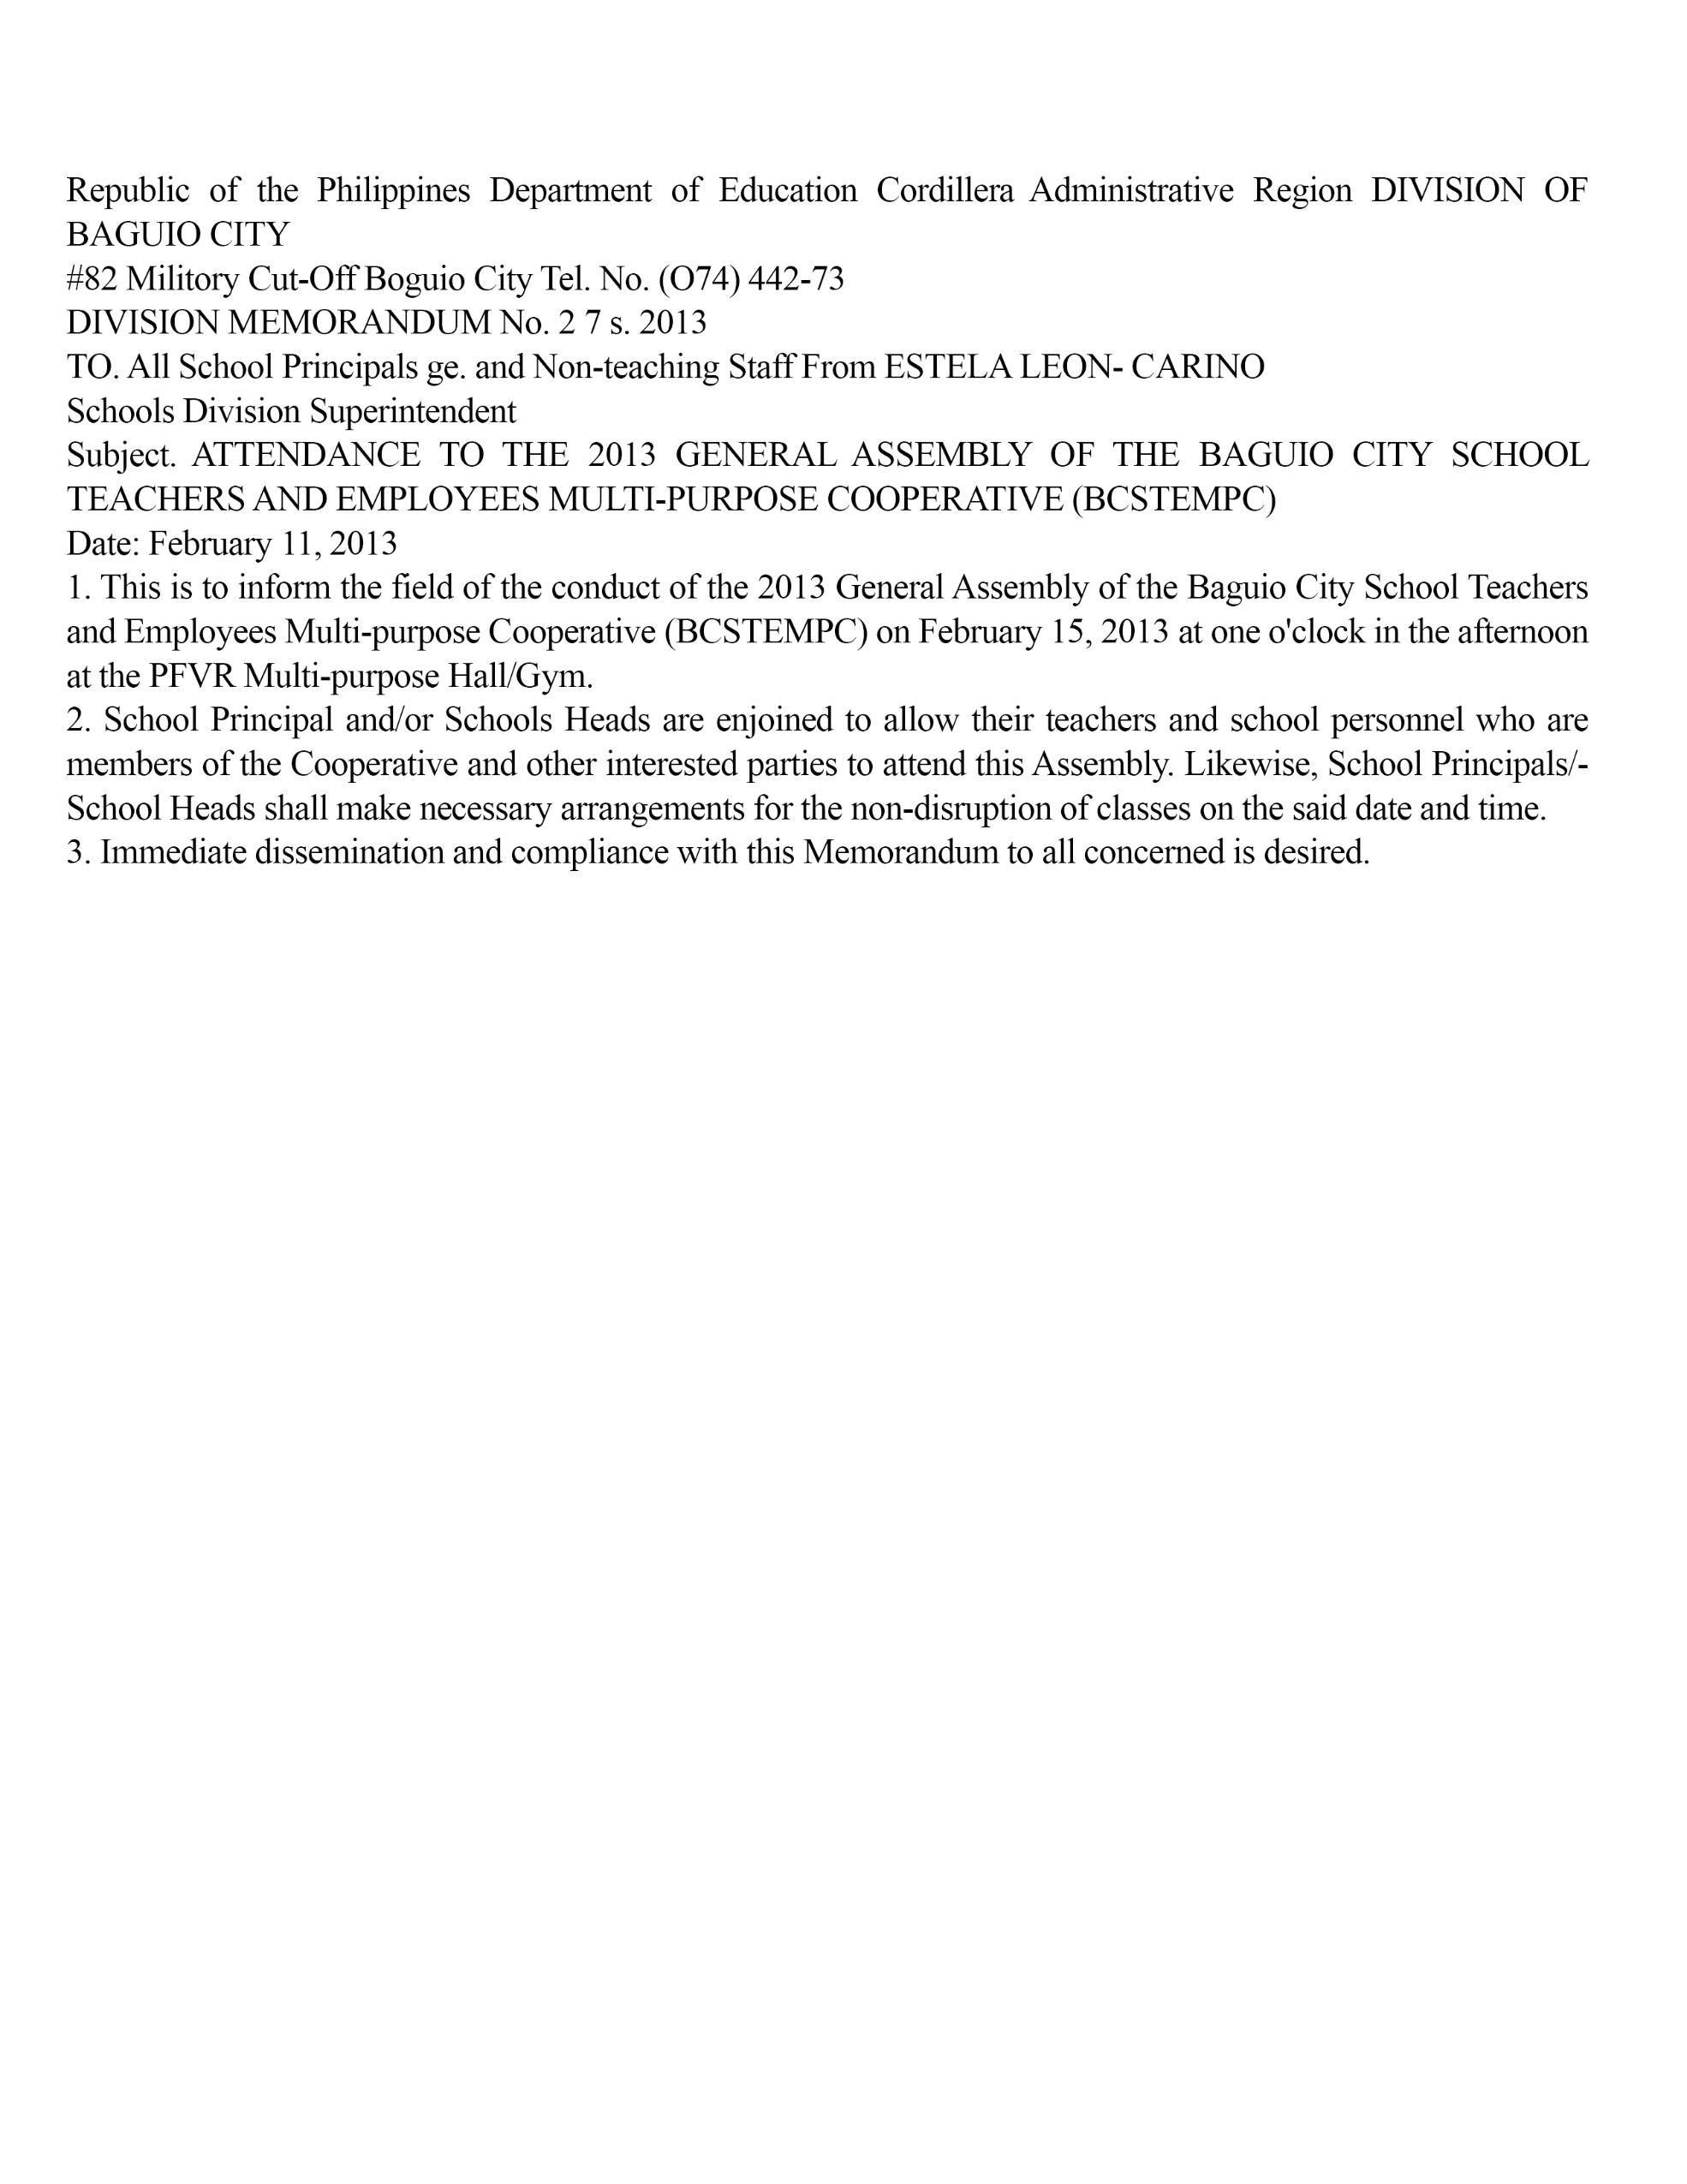 Republic of the Philippines Department of Education Cordillera Administrative Region DIVISION OF
BAGUIO CITY
#82 Military Cut-Off Boguio City Tel. No. (O74) 442-73
DIVISION MEMORANDUM No. 2 7 s. 2013
TO. All School Principals ge. and Non-teaching Staff From ESTELA LEON- CARINO
Schools Division Superintendent
Subject. ATTENDANCE TO THE 2013 GENERAL ASSEMBLY OF THE BAGUIO CITY SCHOOL
TEACHERS AND EMPLOYEES MULTI-PURPOSE COOPERATIVE (BCSTEMPC)
Date: February 11, 2013
1. This is to inform the field of the conduct of the 2013 General Assembly of the Baguio City School Teachers
and Employees Multi-purpose Cooperative (BCSTEMPC) on February 15, 2013 at one o'clock in the afternoon
at the PFVR Multi-purpose Hall/Gym.
2. School Principal and/or Schools Heads are enjoined to allow their teachers and school personnel who are
members of the Cooperative and other interested parties to attend this Assembly. Likewise, School Principals/-
School Heads shall make necessary arrangements for the non-disruption of classes on the said date and time.
3. Immediate dissemination and compliance with this Memorandum to all concerned is desired.